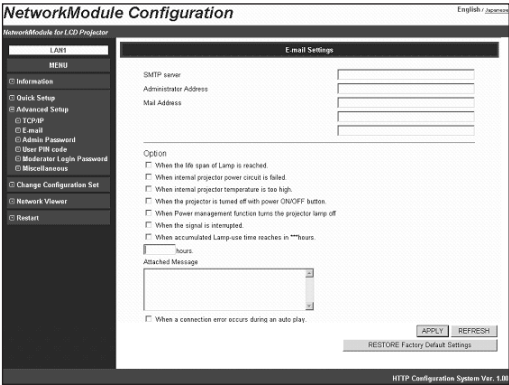 NetworkModule Configuration
English / Japanese
NetworkModule for LCD Projector
LAN1
MENU
Information
Quick Setup
Advanced Setup
TCP/IP
E-mail
Admin Password
User PIN code
Moderator Login Password
Miscellaneous
Change Configuration Set
Network Viewer
Restart
E-mail Settings
SMTP server
Administrator Address
Mail Address
Option
When the life span of Lamp is reached.
When internal projector power circuit is failed.
When internal projector temperature is too high.
When the projector is turned off with power ON/OFF button.
When Power management function turns the projector lamp off
When the signal is interrupted.
When accumulated Lamp-use time reaches in ***hours.
hours.
Attached Message
When a connection error occurs during an auto play.
APPLY
REFRESH
RESTORE Factory Default Settings
HTTP Configuration System Ver. 1.00